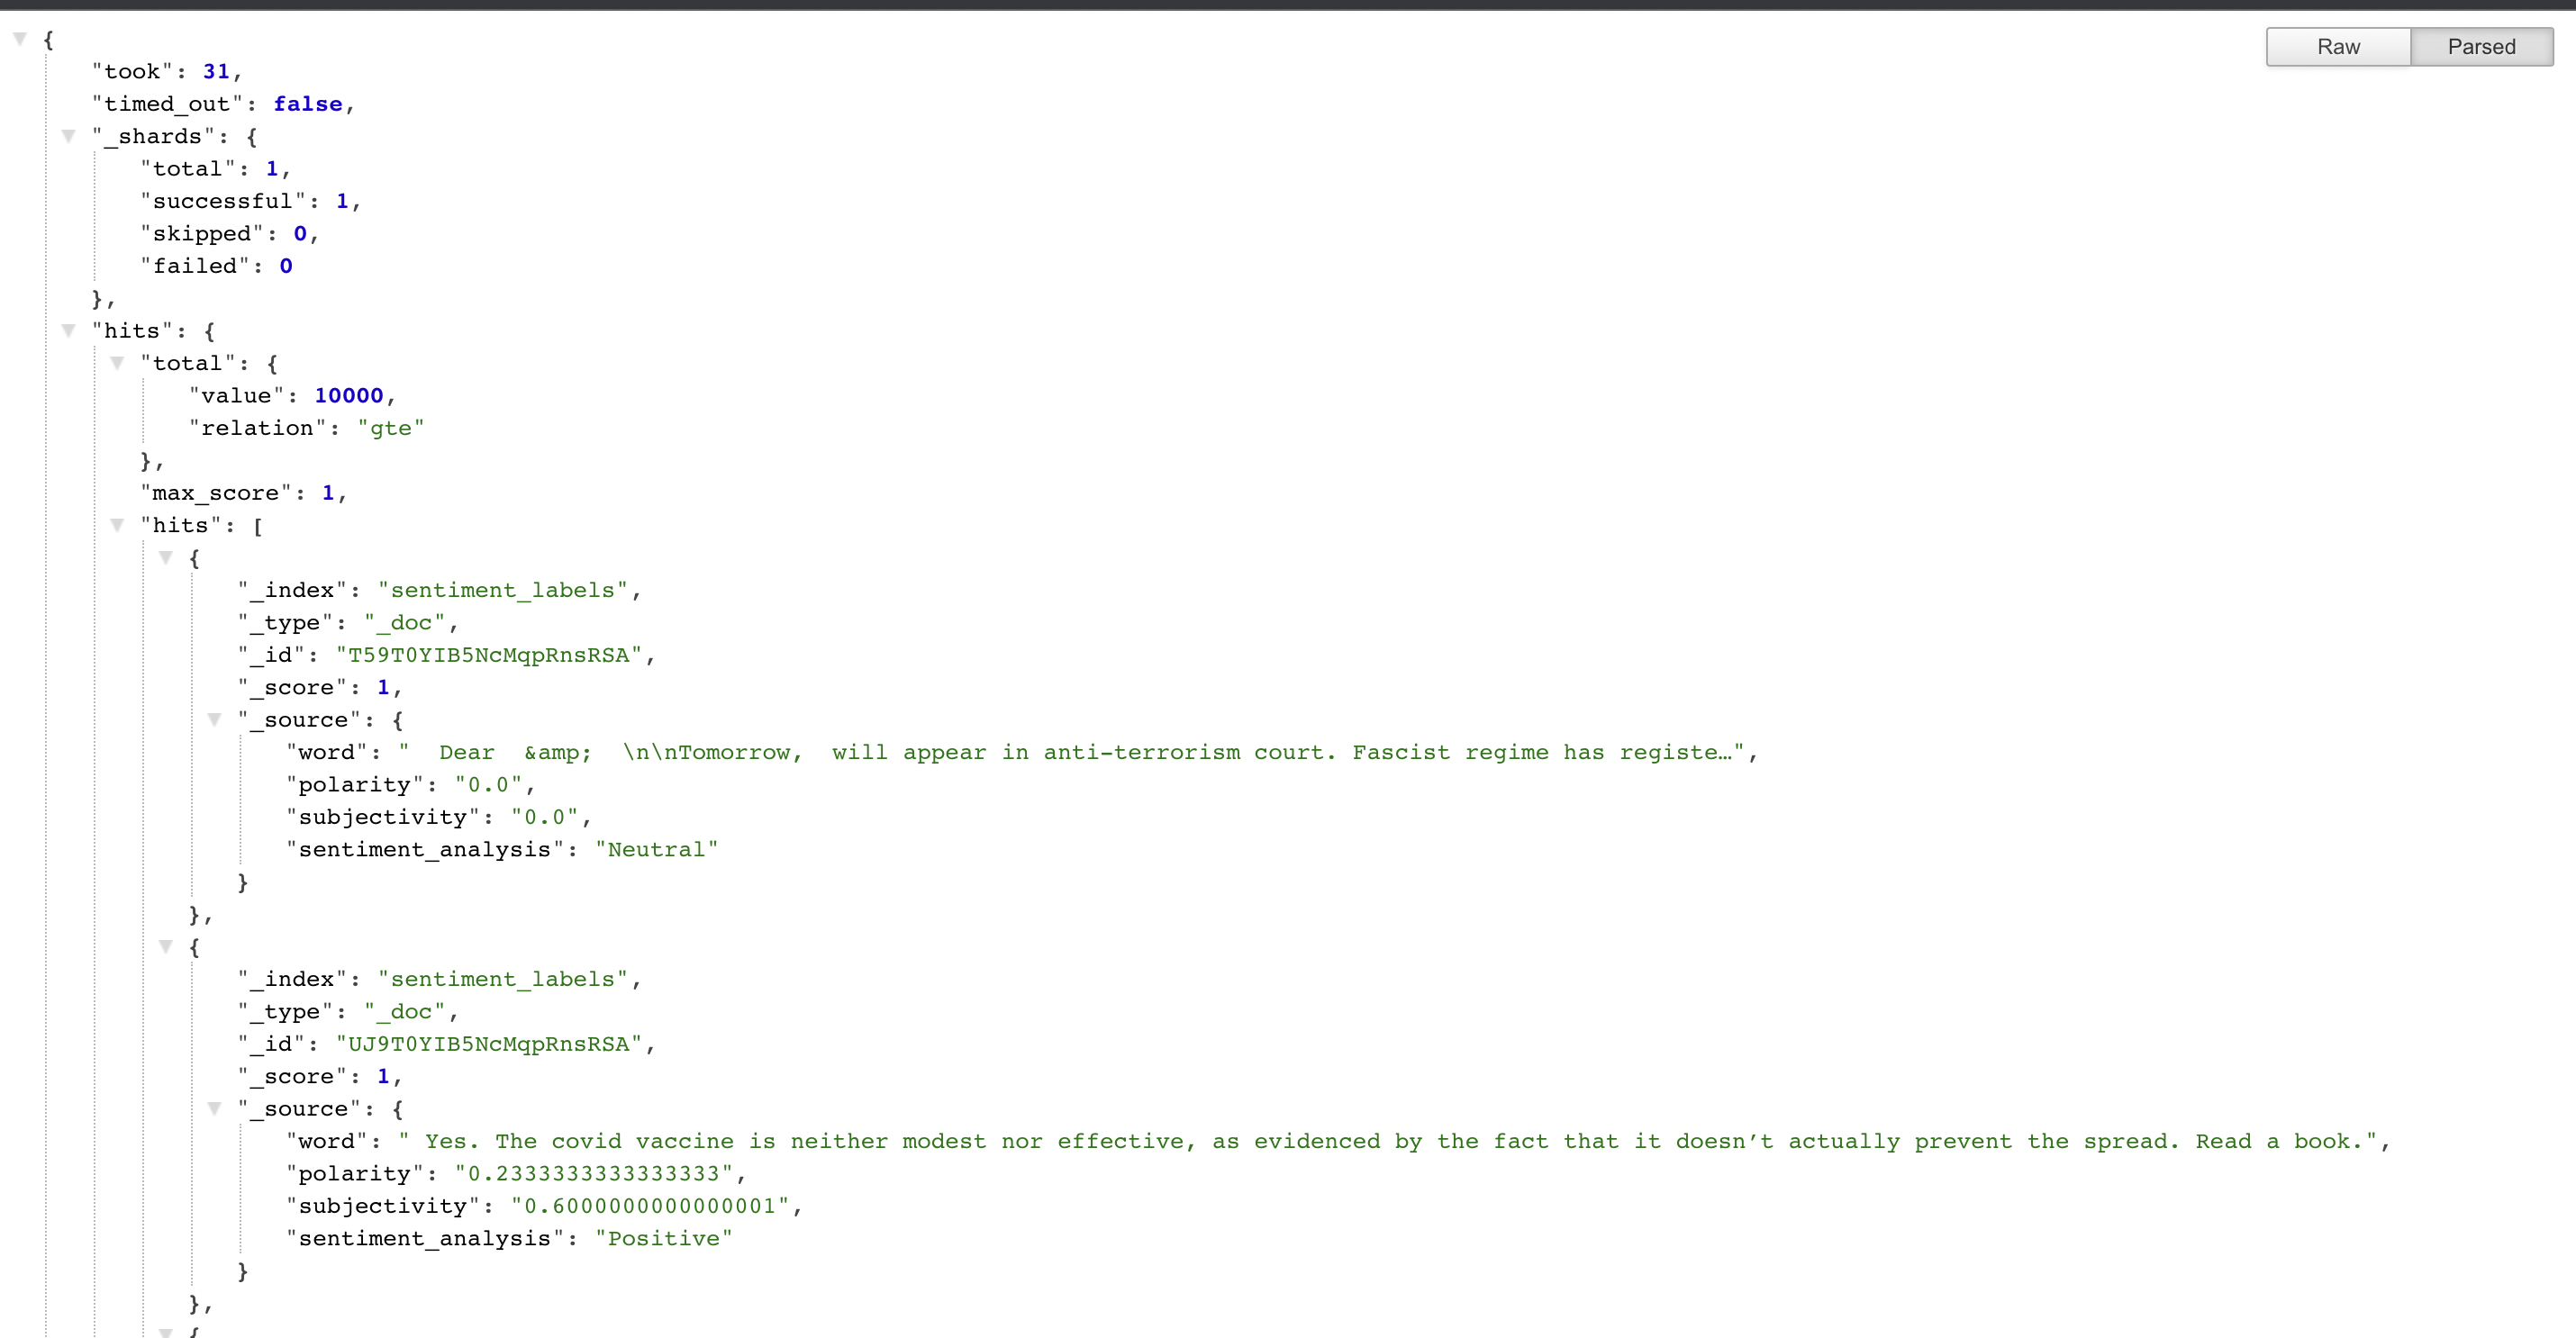 {
Raw Parsed
"took": 31,
"timed_out": false,
"_shards": {
"total": 1,
"successful": 1,
"skipped": 0,
"failed": 0
},
"hits": {
"total": {
"value": 10000,
"relation": "gte"
},
"max_score": 1,
"hits": [
{
"_index": "sentiment_labels",
"_type": "_doc",
"_id": "T59T0YIB5NcMqpRnsRSA",
"_score": 1,
"_source": {
"word": "  Dear  &amp;  \n\nTomorrow,  will appear in anti-terrorism court. Fascist regime has registe…",
"polarity": "0.0",
"subjectivity": "0.0",
"sentiment_analysis": "Neutral"
}
},
{
"_index": "sentiment_labels",
"_type": "_doc",
"_id": "UJ9T0YIB5NcMqpRnsRSA",
"_score": 1,
"_source": {
"word": " Yes. The covid vaccine is neither modest nor effective, as evidenced by the fact that it doesn’t actually prevent the spread. Read a book.",
"polarity": "0.2333333333333333",
"subjectivity": "0.6000000000000001",
"sentiment_analysis": "Positive"
}
},
{